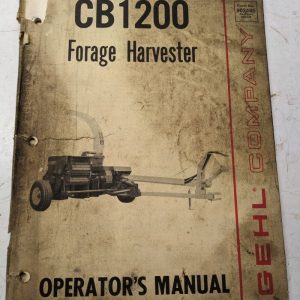 CB1200
Forage Harvester
GEHL COMPANY
OPERATOR'S MANUAL